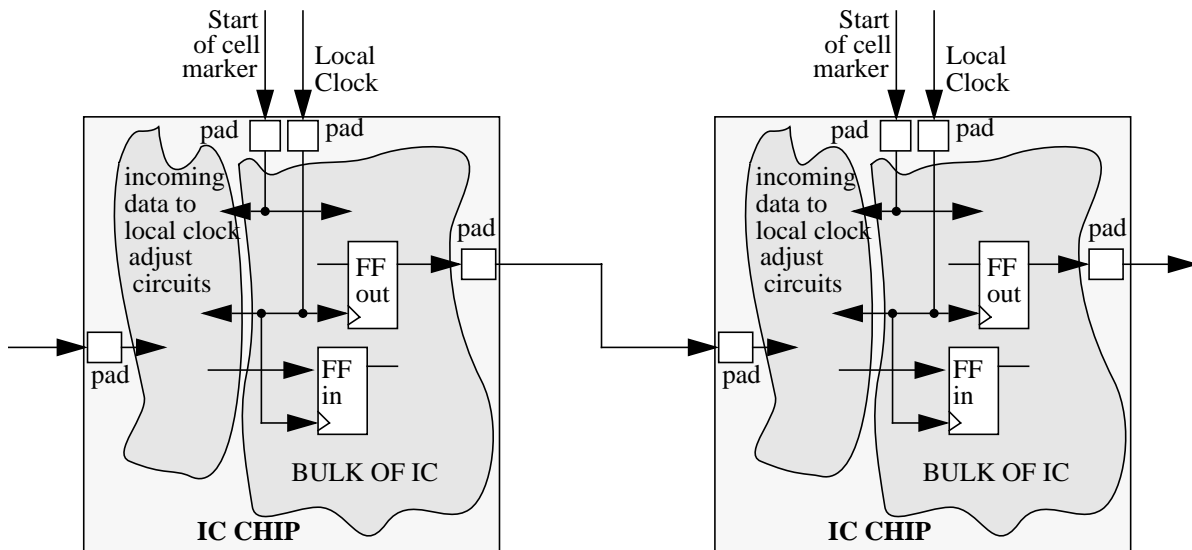 Start
of cell
marker
Local
Clock
pad
pad
incoming
data to
local clock
adjust
circuits
pad
FF
out
pad
FF
in
BULK OF IC
IC CHIP
Start
of cell
marker
Local
Clock
pad
pad
incoming
data to
local clock
adjust
circuits
pad
FF
out
pad
FF
in
BULK OF IC
IC CHIP